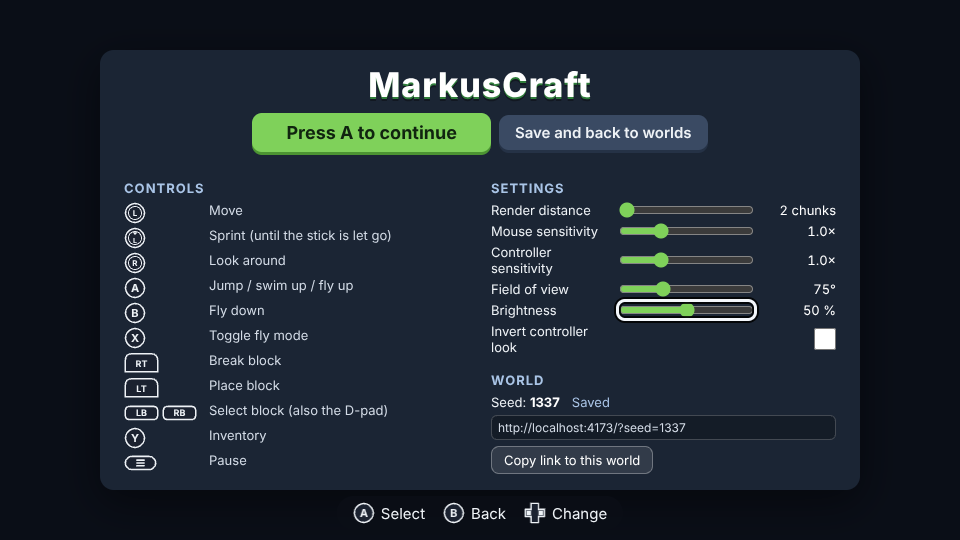 MarkusCraft
Press A to continue
Save and back to worlds
CONTROLS
L Move
L Sprint (until the stick is let go)
R Look around
A Jump / swim up / fly up
B Fly down
X Toggle fly mode
RT Break block
LT Place block
LB RB Select block (also the D-pad)
Y Inventory
Pause
SETTINGS
Render distance 2 chunks
Mouse sensitivity 1.0×
Controller
sensitivity 1.0×
Field of view 75°
Brightness 50 %
Invert controller
look
WORLD
Seed: 1337 Saved
http://localhost:4173/?seed=1337
Copy link to this world
A Select B Back Change